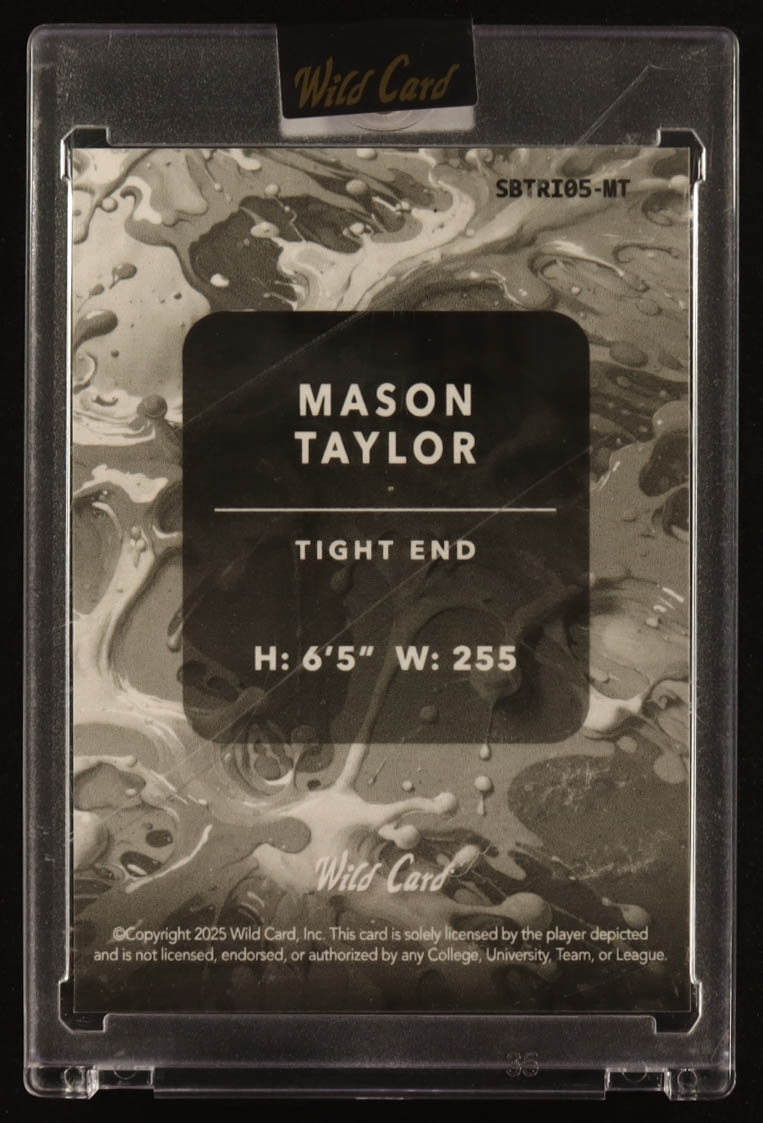 Wild Card
SBTRI05-MT
MASON
TAYLOR
TIGHT END
H: 6'5" W: 255
Wild Card
©Copyright 2025 Wild Card, Inc. This card is solely licensed by the player depicted
and is not licensed, endorsed, or authorized by any College, University, Team, or League.
35